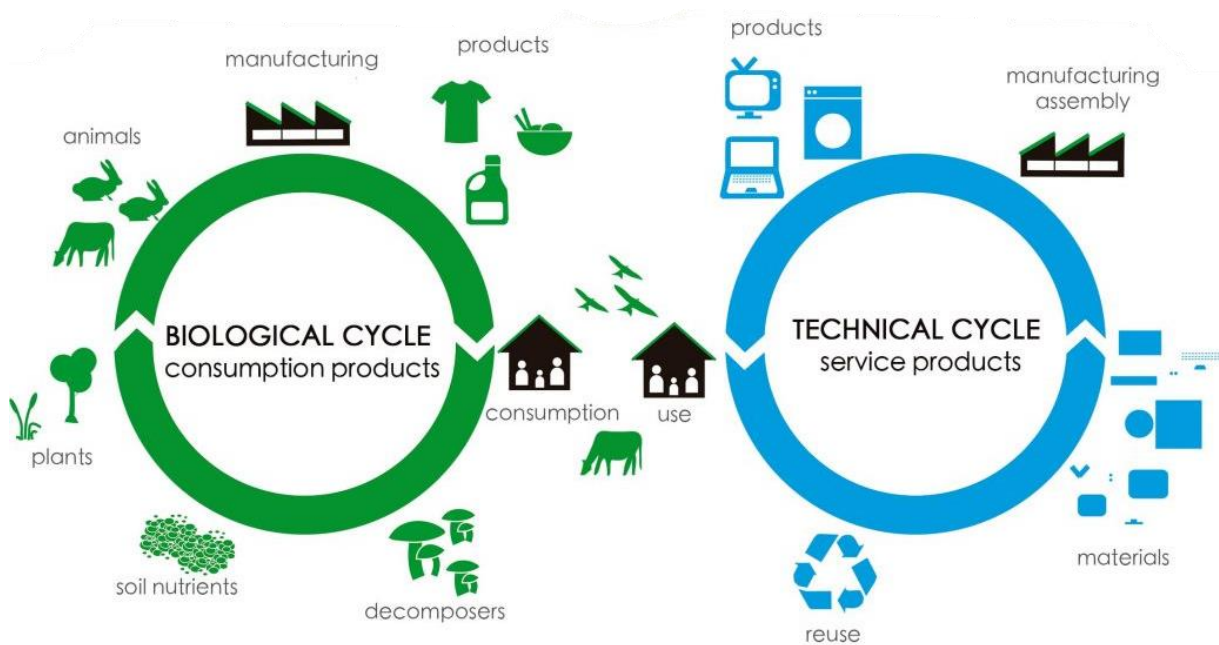 products
manufacturing
animals
BIOLOGICAL CYCLE
consumption products
consumption
plants
soil nutrients
decomposers
products
manufacturing
assembly
TECHNICAL CYCLE
service products
use
materials
reuse